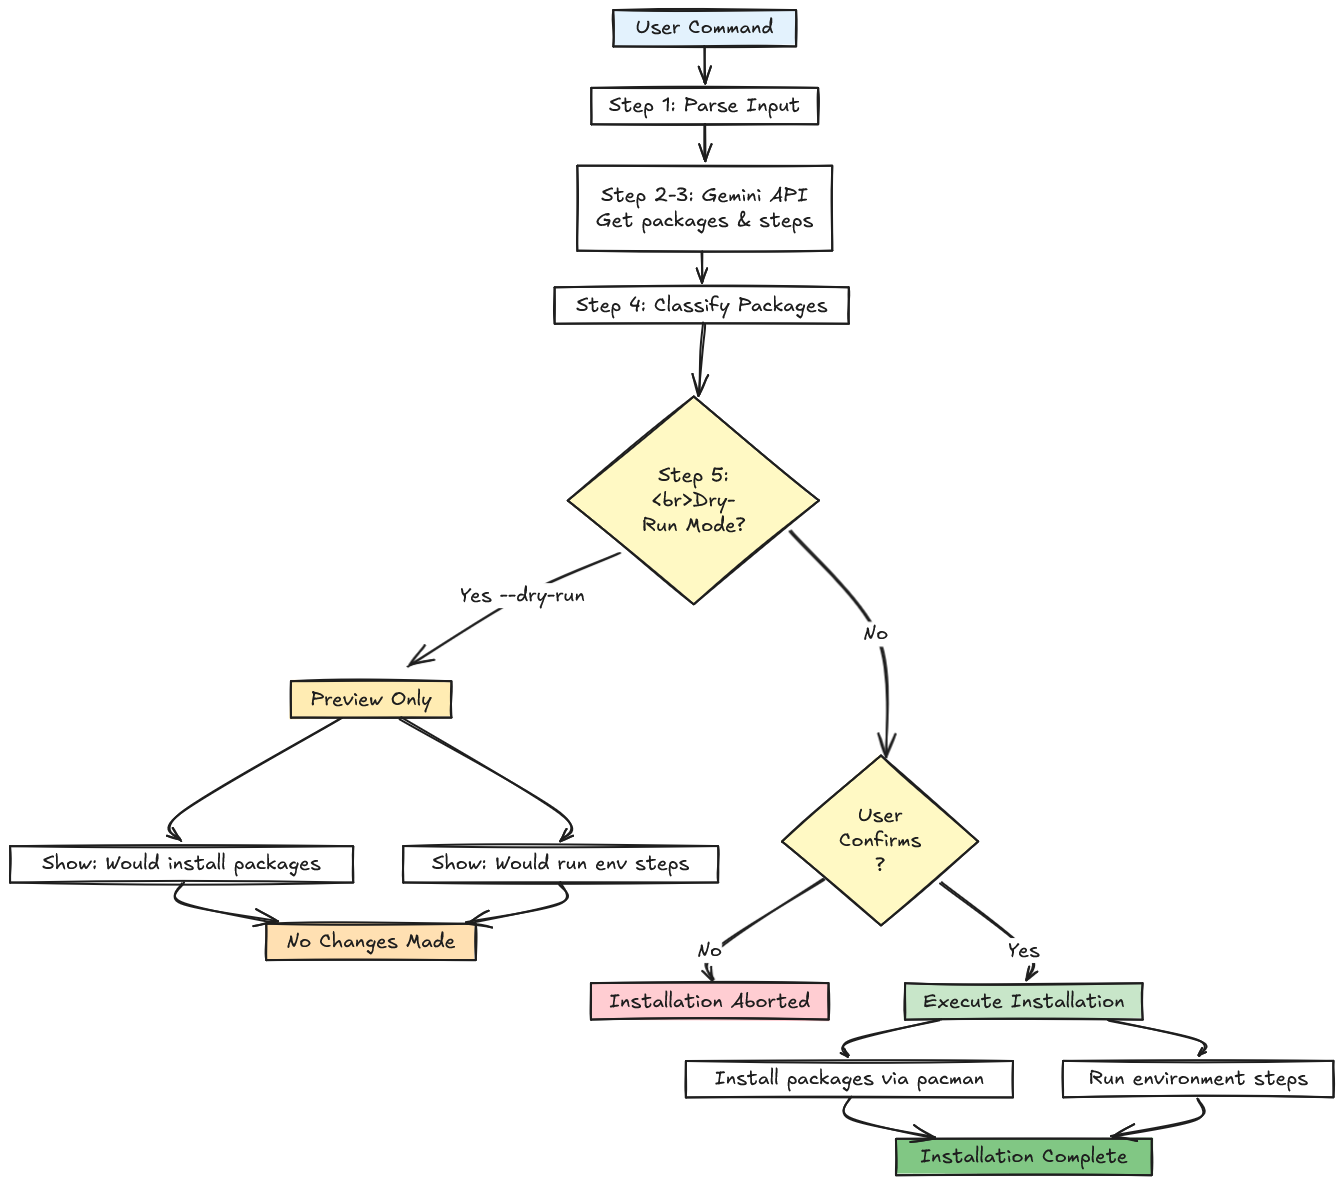 User Command
Step 1: Parse Input
Step 2-3: Gemini API
Get packages & steps
Step 4: Classify Packages
Step 5:
<br>Dry-
Run Mode?
Yes --dry-run
No
Preview Only
User
Confirms
?
Show: Would install packages
Show: Would run env steps
No Changes Made
No
Yes
Installation Aborted
Execute Installation
Install packages via pacman
Run environment steps
Installation Complete